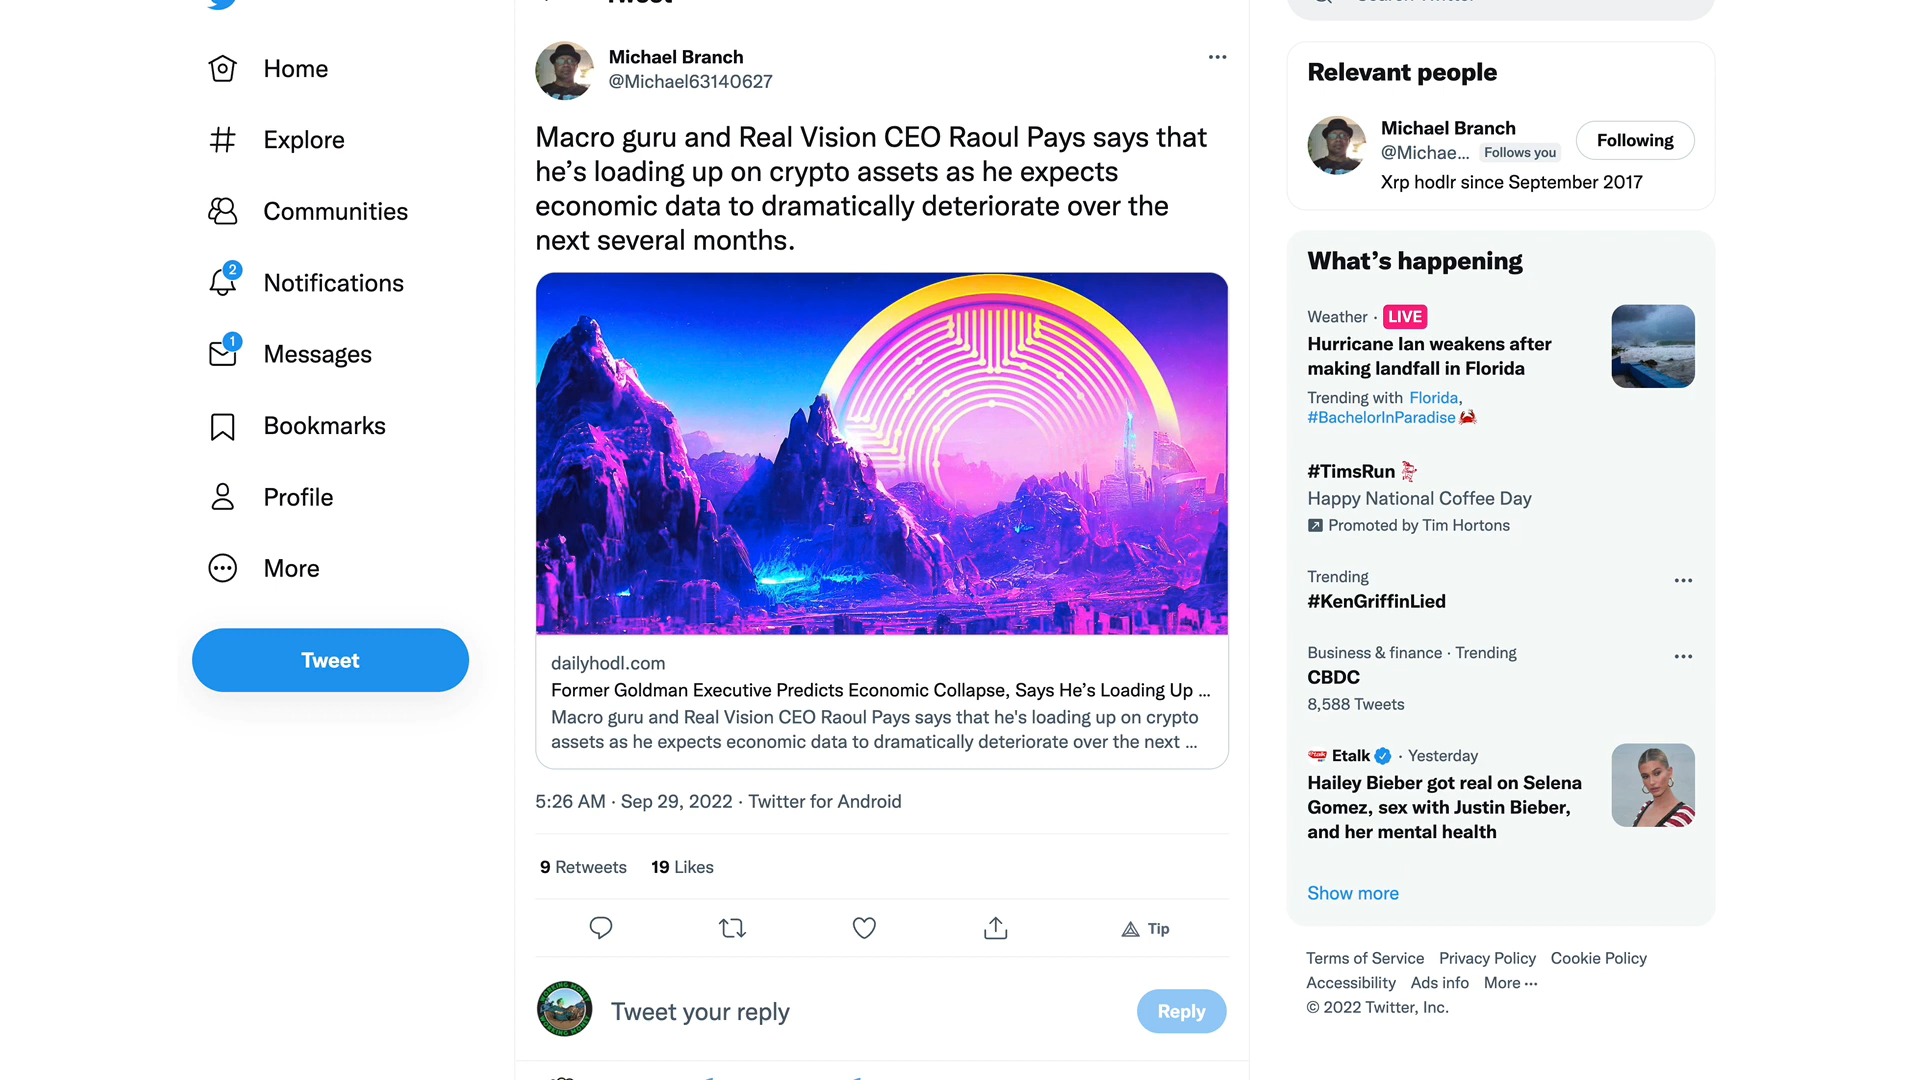 Tweet
Search Twitter
Home
Explore
Communities
2
Notifications
1
Messages
Bookmarks
Profile
More
Tweet
Michael Branch
@Michael63140627
Macro guru and Real Vision CEO Raoul Pays says that
he’s loading up on crypto assets as he expects
economic data to dramatically deteriorate over the
next several months.
dailyhodl.com
Former Goldman Executive Predicts Economic Collapse, Says He’s Loading Up ...
Macro guru and Real Vision CEO Raoul Pays says that he's loading up on crypto
assets as he expects economic data to dramatically deteriorate over the next ...
5:26 AM · Sep 29, 2022 · Twitter for Android
9 Retweets 19 Likes
Tip
Tweet your reply
Reply
Relevant people
Michael Branch
@Michae... Follows you
Following
Xrp hodlr since September 2017
What’s happening
Weather · LIVE
Hurricane Ian weakens after
making landfall in Florida
Trending with Florida,
#BachelorInParadise
#TimsRun
Happy National Coffee Day
Promoted by Tim Hortons
Trending
#KenGriffinLied
Business & finance · Trending
CBDC
8,588 Tweets
Etalk · Yesterday
Hailey Bieber got real on Selena
Gomez, sex with Justin Bieber,
and her mental health
Show more
Terms of Service Privacy Policy Cookie Policy
Accessibility Ads info More ...
© 2022 Twitter, Inc.